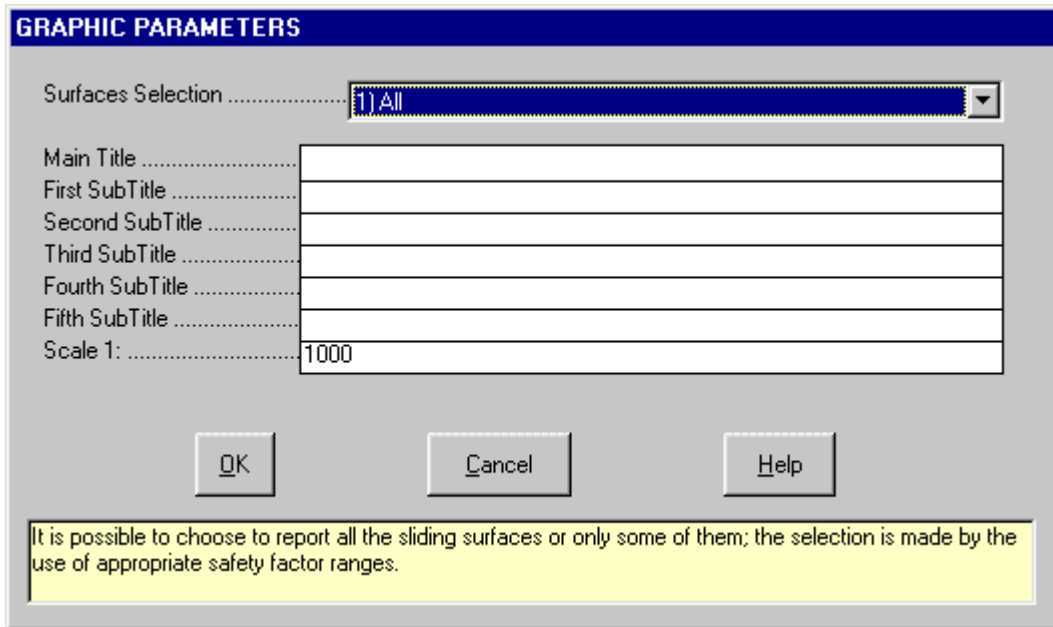 GRAPHIC PARAMETERS
Surfaces Selection ....................1) All
Main Title ..........................
First SubTitle .....................
Second SubTitle ...............
Third SubTitle ....................
Fourth SubTitle ..................
Fifth SubTitle .....................
Scale 1: .............................1000
OK Cancel Help
It is possible to choose to report all the sliding surfaces or only some of them; the selection is made by the
use of appropriate safety factor ranges.